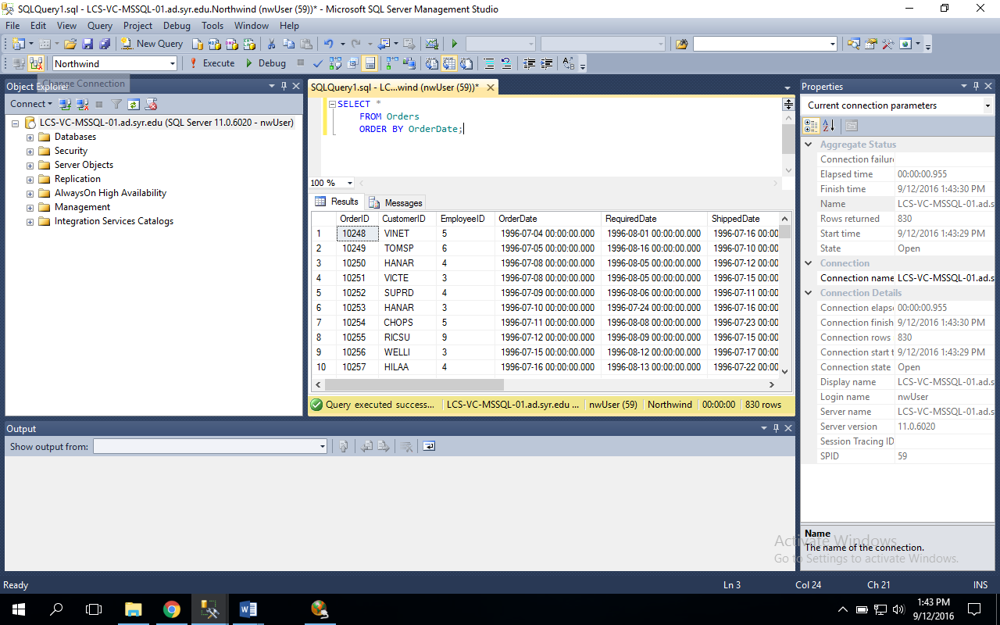 SQLQuery1.sql - LCS-VC-MSSQL-01.ad.syr.edu.Northwind (nwUser (59))* - Microsoft SQL Server Management Studio
File Edit View Query Project Debug Tools Window Help
New Query
Northwind Execute Debug
Object Explorer
Change Connection
Connect
LCS-VC-MSSQL-01.ad.syr.edu (SQL Server 11.0.6020 - nwUser)
Databases
Security
Server Objects
Replication
AlwaysOn High Availability
Management
Integration Services Catalogs
SQLQuery1.sql - LC...wind (nwUser (59))*
SELECT *
FROM Orders
ORDER BY OrderDate;
100 %
Results Messages
OrderID CustomerID EmployeeID OrderDate RequiredDate ShippedDate
1 10248 VINET 5 1996-07-04 00:00:00.000 1996-08-01 00:00:00.000 1996-07-16 00:00
2 10249 TOMSP 6 1996-07-05 00:00:00.000 1996-08-16 00:00:00.000 1996-07-10 00:00
3 10250 HANAR 4 1996-07-08 00:00:00.000 1996-08-05 00:00:00.000 1996-07-12 00:00
4 10251 VICTE 3 1996-07-08 00:00:00.000 1996-08-05 00:00:00.000 1996-07-15 00:00
5 10252 SUPRD 4 1996-07-09 00:00:00.000 1996-08-06 00:00:00.000 1996-07-11 00:00
6 10253 HANAR 3 1996-07-10 00:00:00.000 1996-07-24 00:00:00.000 1996-07-16 00:00
7 10254 CHOPS 5 1996-07-11 00:00:00.000 1996-08-08 00:00:00.000 1996-07-23 00:00
8 10255 RICSU 9 1996-07-12 00:00:00.000 1996-08-09 00:00:00.000 1996-07-15 00:00
9 10256 WELLI 3 1996-07-15 00:00:00.000 1996-08-12 00:00:00.000 1996-07-17 00:00
10 10257 HILAA 4 1996-07-16 00:00:00.000 1996-08-13 00:00:00.000 1996-07-22 00:00
Query executed success... LCS-VC-MSSQL-01.ad.syr.edu ... nwUser (59) Northwind 00:00:00 830 rows
Properties
Current connection parameters
Aggregate Status
Connection failur
Elapsed time 00:00:00.955
Finish time 9/12/2016 1:43:30 PM
Name LCS-VC-MSSQL-01.ad.s
Rows returned 830
Start time 9/12/2016 1:43:29 PM
State Open
Connection
Connection name LCS-VC-MSSQL-01.ad.s
Connection Details
Connection elaps 00:00:00.955
Connection finish 9/12/2016 1:43:30 PM
Connection rows 830
Connection start t 9/12/2016 1:43:29 PM
Connection state Open
Display name LCS-VC-MSSQL-01.ad.s
Login name nwUser
Server name LCS-VC-MSSQL-01.ad.s
Server version 11.0.6020
Session Tracing ID
SPID 59
Name
The name of the connection.
Activate Windows
Go to Settings to activate Windows.
Output
Show output from:
Ready Ln 3 Col 24 Ch 21 INS
1:43 PM
9/12/2016